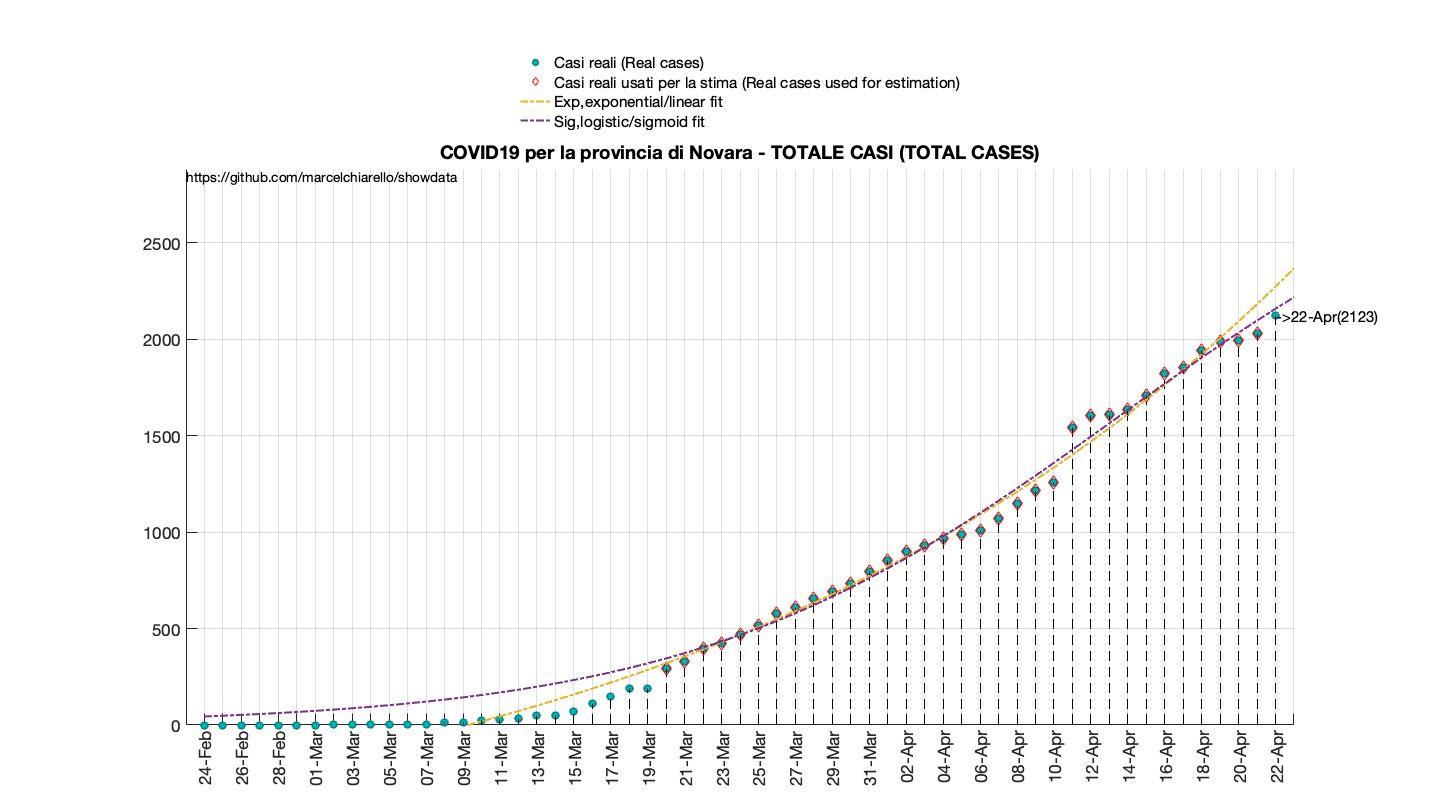 Casi reali (Real cases)
Casi reali usati per la stima (Real cases used for estimation)
Exp,exponential/linear fit
Sig,logistic/sigmoid fit
COVID19 per la provincia di Novara - TOTALE CASI (TOTAL CASES)
https://github.com/marcelchiarello/showdata
2500
2000
1500
1000
500
0
->22-Apr(2123)
24-Feb
26-Feb
28-Feb
01-Mar
03-Mar
05-Mar
07-Mar
09-Mar
11-Mar
13-Mar
15-Mar
17-Mar
19-Mar
21-Mar
23-Mar
25-Mar
27-Mar
29-Mar
31-Mar
02-Apr
04-Apr
06-Apr
08-Apr
10-Apr
12-Apr
14-Apr
16-Apr
18-Apr
20-Apr
22-Apr